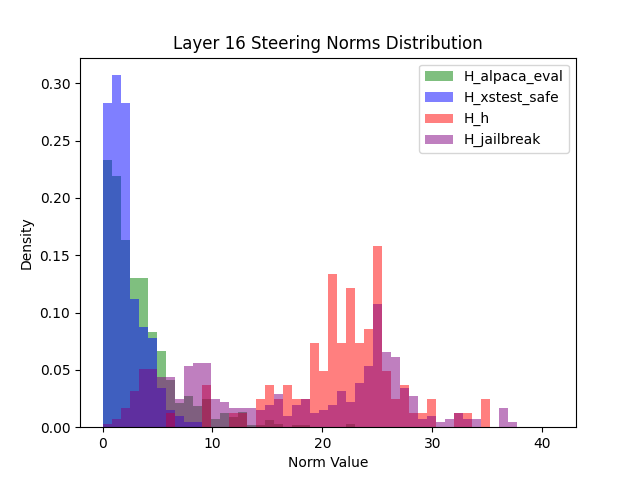 Layer 16 Steering Norms Distribution
H_alpaca_eval
H_xstest_safe
H_h
H_jailbreak
0.30
0.25
0.20
0.15
0.10
0.05
0.00
Density
0 10 20 30 40
Norm Value